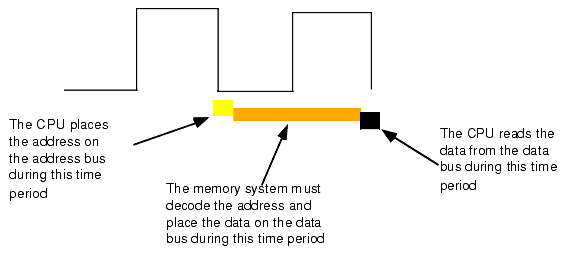 The CPU places
the address on
the address bus
during this time
period
The memory system must
decode the address and
place the data on the data
bus during this time period
The CPU reads the
data from the data
bus during this time
period